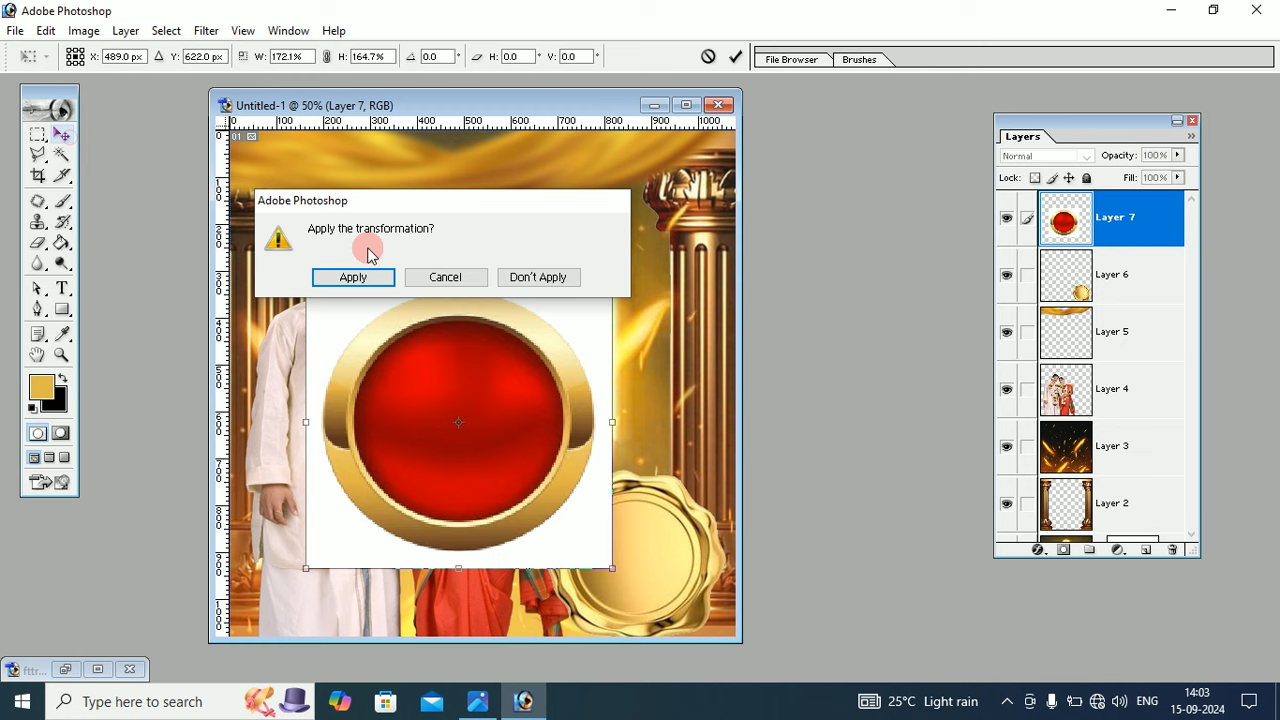 Adobe Photoshop
File Edit Image Layer Select Filter View Window Help
X: 489.0 px Y: 622.0 px W: 172.1% H: 164.7% 0.0 ° H: 0.0 ° V: 0.0 °
File Browser Brushes
Untitled-1 @ 50% (Layer 7, RGB)
0 100 200 300 400 500 600 700 800 900 1000
01
Adobe Photoshop
Apply the transformation?
Apply Cancel Don't Apply
Layers
Normal Opacity: 100%
Lock: Fill: 100%
Layer 7
Layer 6
Layer 5
Layer 4
Layer 3
Layer 2
fttr...
Type here to search
25°C Light rain
ENG
14:03
15-09-2024